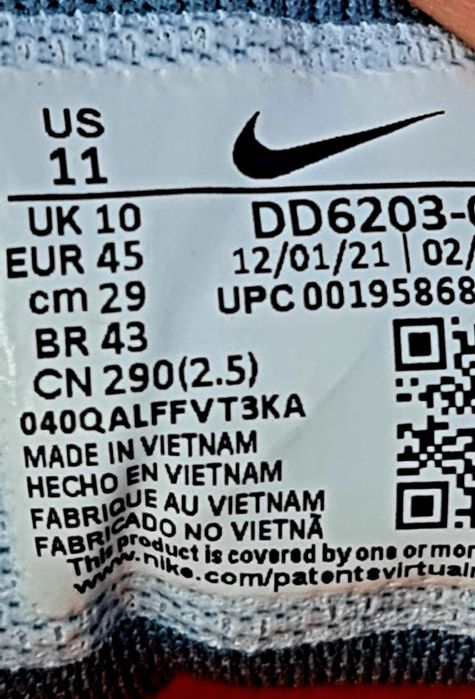 US
11
UK 10
DD6203-
EUR 45
12/01/21 | 02/
cm 29
UPC 00195868
BR 43
CN 290(2.5)
040QALFFVT3KA
MADE IN VIETNAM
HECHO EN VIETNAM
FABRIQUE AU VIETNAM
FABRICADO NO VIETNÃ
This product is covered by one or mor
www.nike.com/patentsvirtual